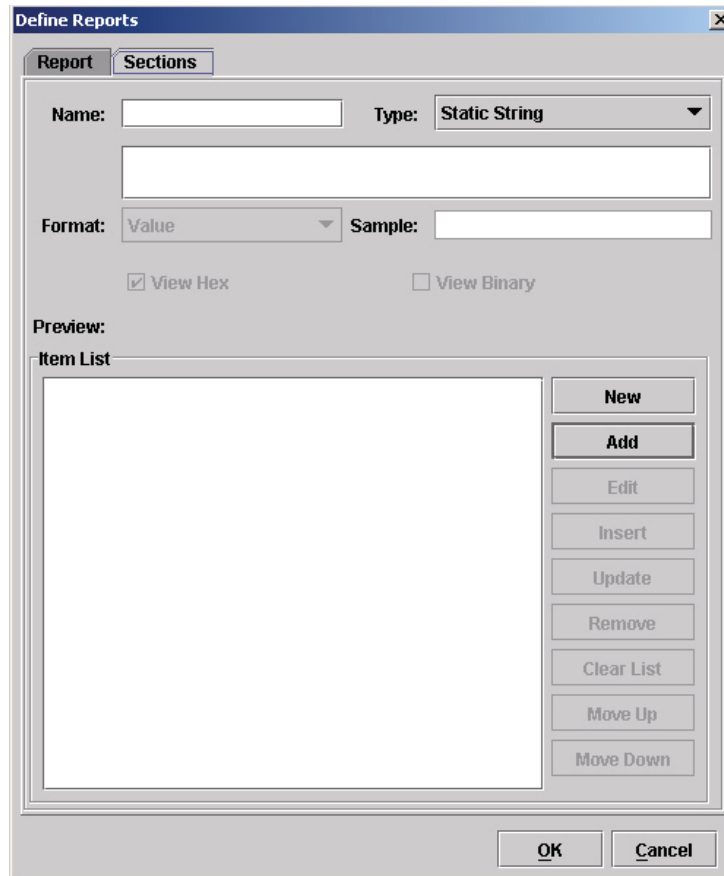 Define Reports
Report Sections
Name: Type: Static String
Format: Value Sample:
View Hex View Binary
Preview:
Item List
New
Add
Edit
Insert
Update
Remove
Clear List
Move Up
Move Down
OK Cancel